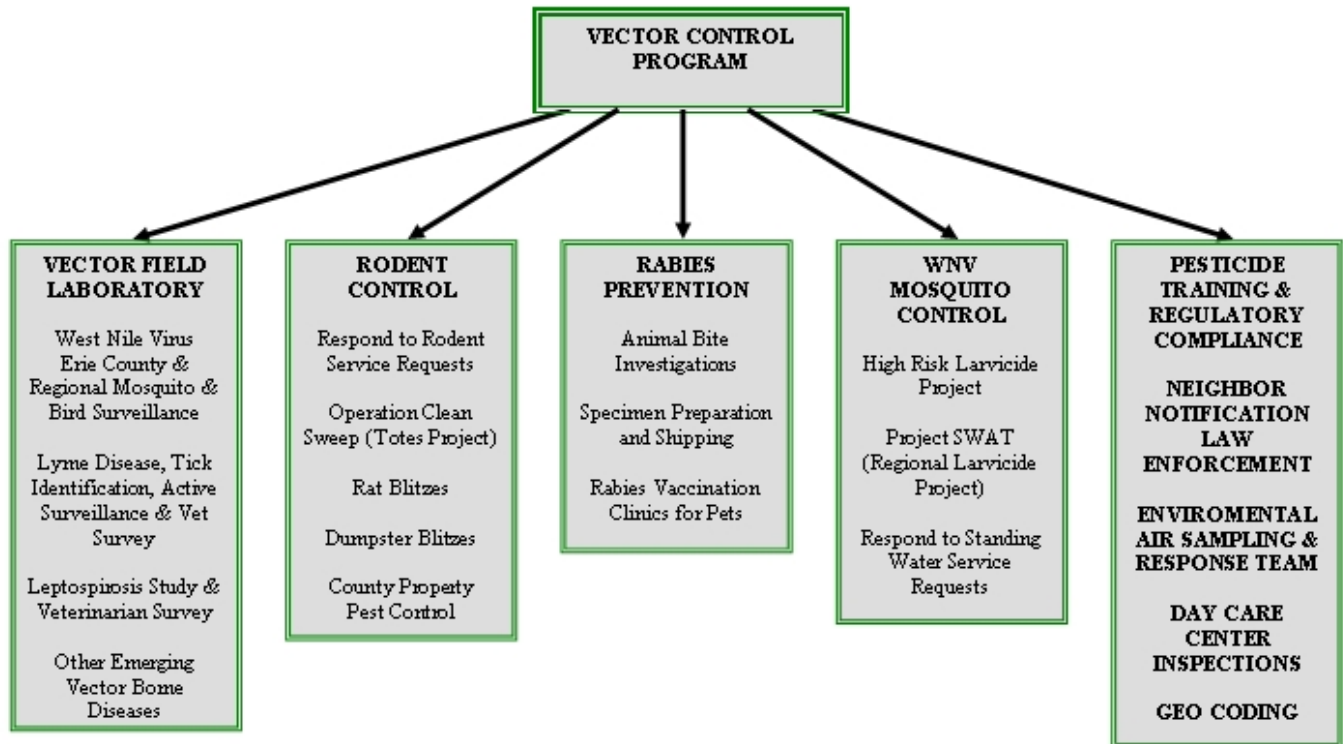 VECTOR CONTROL
PROGRAM
VECTOR FIELD
LABORATORY
West Nile Virus
Erie County &
Regional Mosquito &
Bird Surveillance
Lyme Disease, Tick
Identification, Active
Surveillance & Vet
Survey
Leptospirosis Study &
Veterinarian Survey
Other Emerging
Vector Borne
Diseases
RODENT
CONTROL
Respond to Rodent
Service Requests
Operation Clean
Sweep (Totes Project)
Rat Blitzes
Dumpster Blitzes
County Property
Pest Control
RABIES
PREVENTION
Animal Bite
Investigations
Specimen Preparation
and Shipping
Rabies Vaccination
Clinics for Pets
WNV
MOSQUITO
CONTROL
High Risk Larvicide
Project
Project SWAT
(Regional Larvicide
Project)
Respond to Standing
Water Service
Requests
PESTICIDE
TRAINING &
REGULATORY
COMPLIANCE
NEIGHBOR
NOTIFICATION
LAW
ENFORCEMENT
ENVIROMENTAL
AIR SAMPLING &
RESPONSE TEAM
DAY CARE
CENTER
INSPECTIONS
GEO CODING